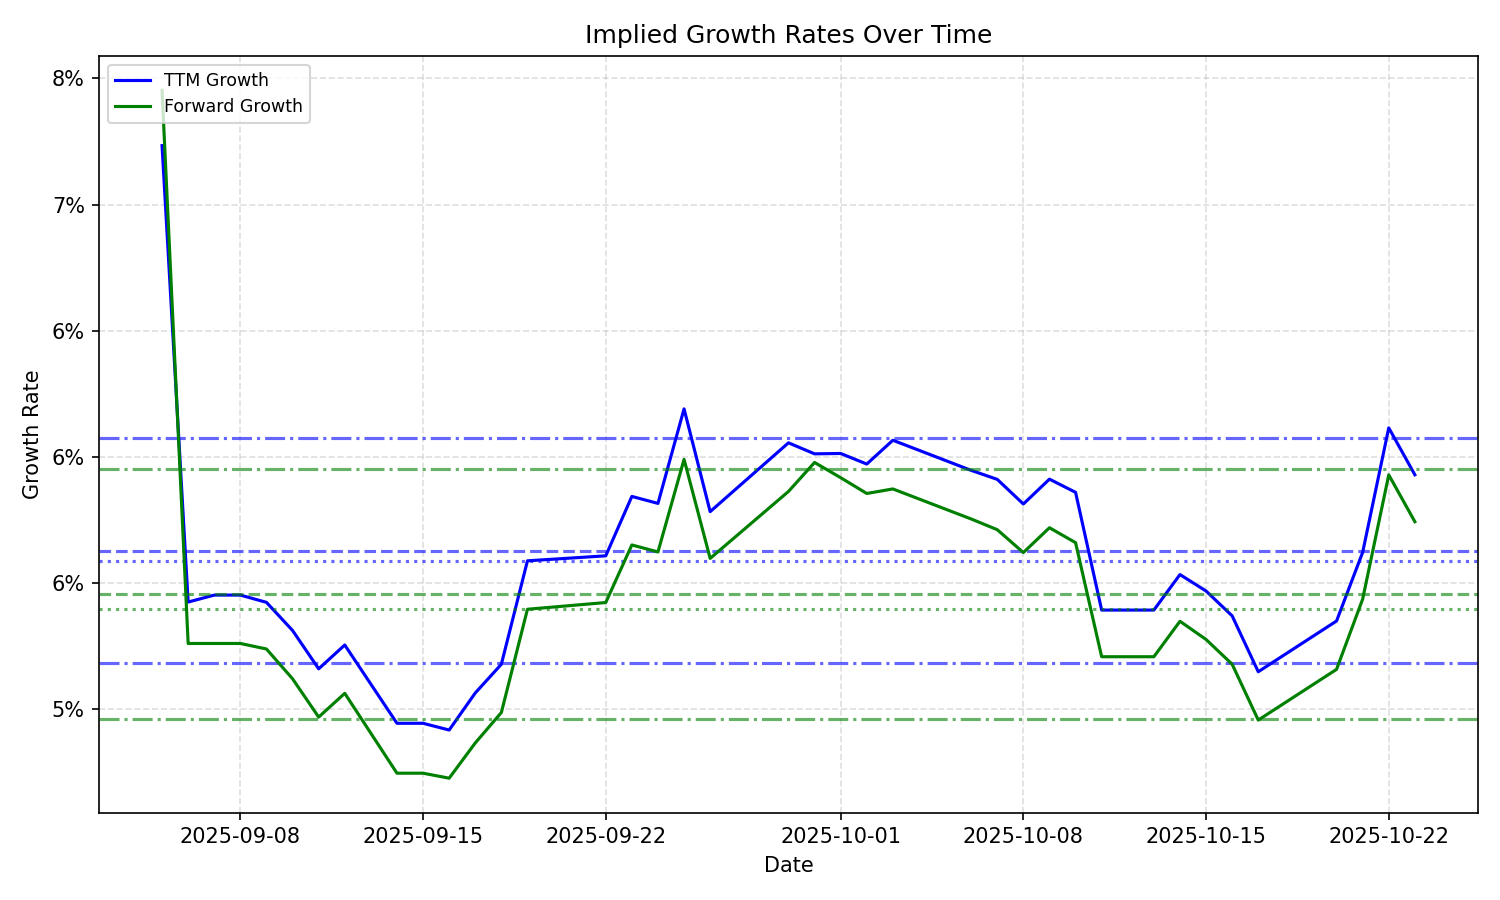 Implied Growth Rates Over Time
TTM Growth
Forward Growth
8%
7%
6%
6%
6%
5%
Growth Rate
2025-09-08
2025-09-15
2025-09-22
2025-10-01
2025-10-08
2025-10-15
2025-10-22
Date